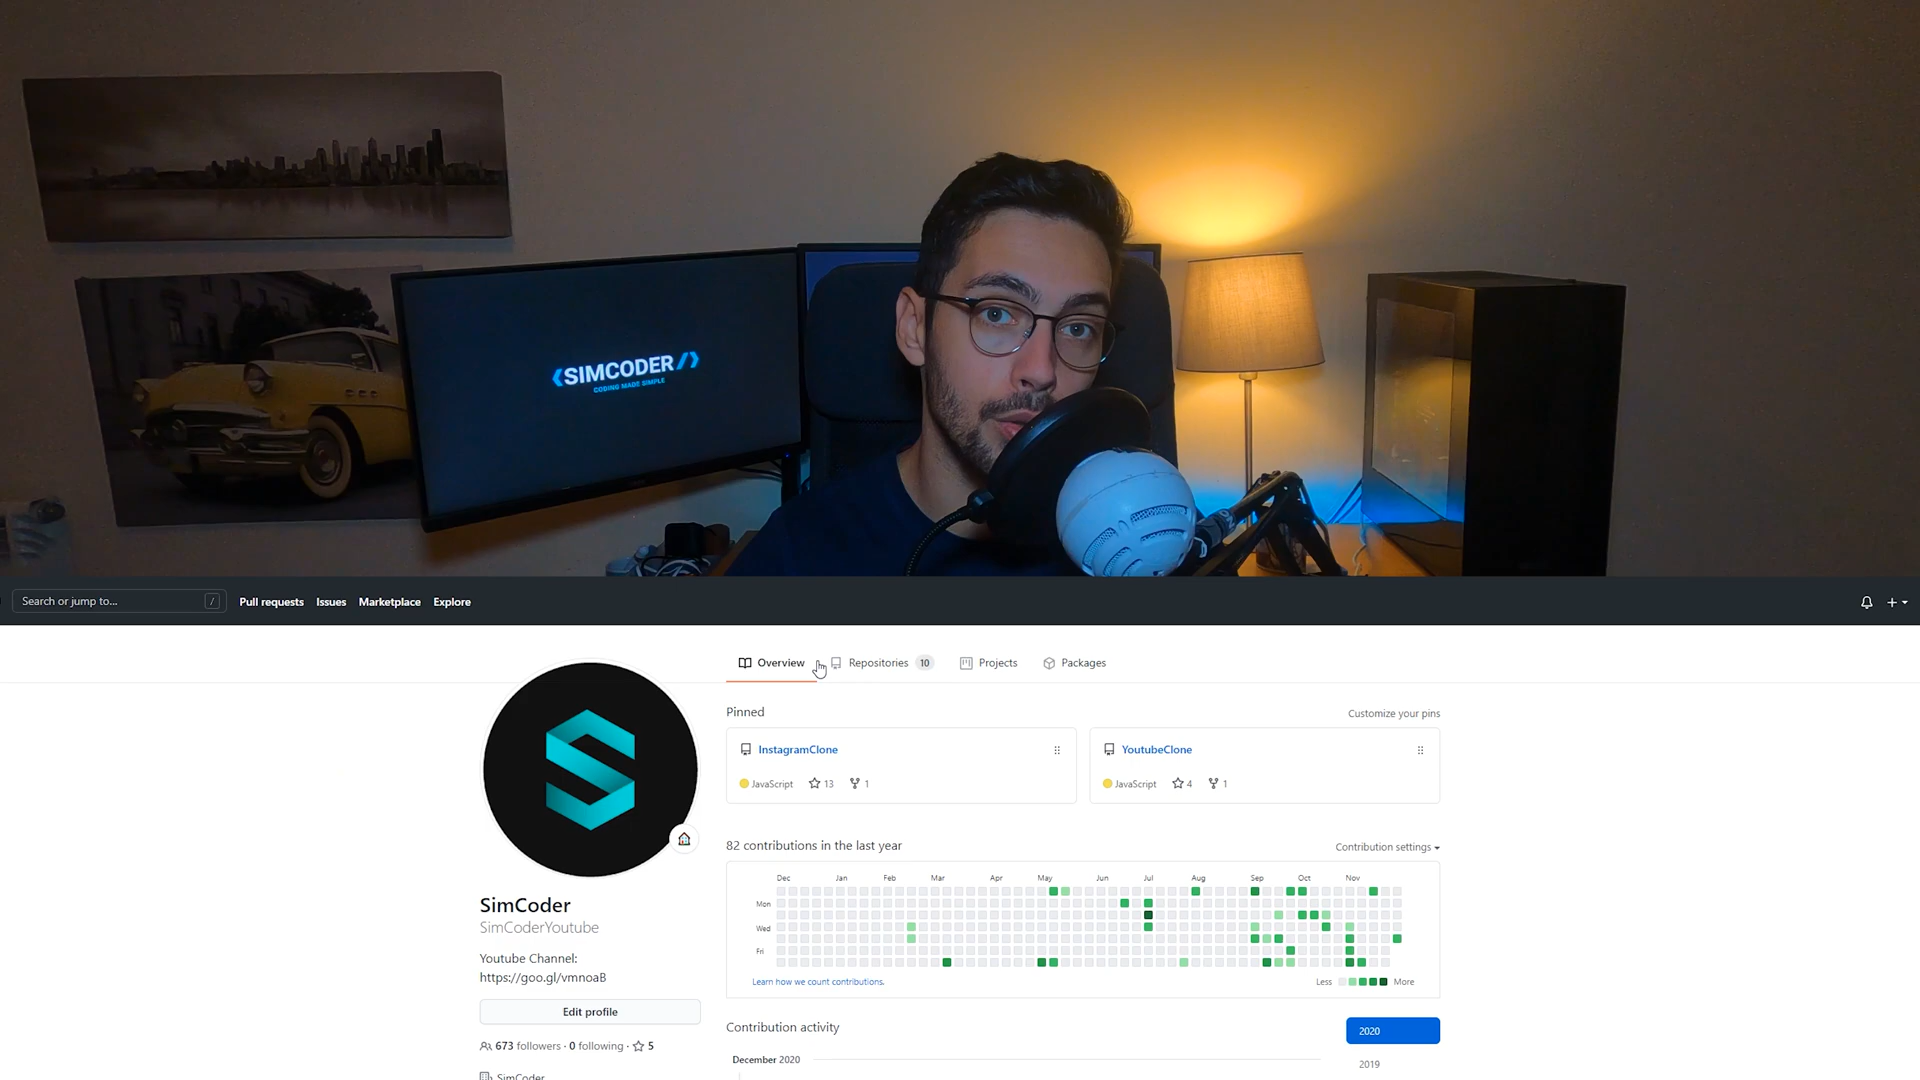 SIMCODER
CODING MADE SIMPLE
Search or jump to... /
Pull requests Issues Marketplace Explore
Overview Repositories 10 Projects Packages
Pinned Customize your pins
InstagramClone YoutubeClone
JavaScript 13 1 JavaScript 4 1
82 contributions in the last year Contribution settings
Dec Jan Feb Mar Apr May Jun Jul Aug Sep Oct Nov
Mon
Wed
Fri
Learn how we count contributions. Less More
SimCoder
SimCoderYoutube
Youtube Channel:
https://goo.gl/vmnoaB
Edit profile
673 followers · 0 following · 5
SimCoder
Contribution activity 2020
December 2020 2019